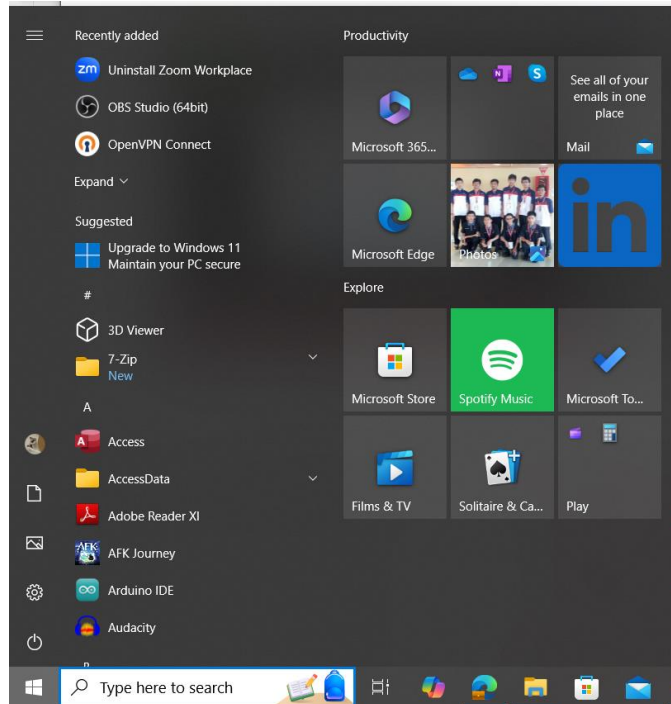 Recently added
zm Uninstall Zoom Workplace
OBS Studio (64bit)
OpenVPN Connect
Expand
Suggested
Upgrade to Windows 11
Maintain your PC secure
#
3D Viewer
7-Zip
New
A
A Access
AccessData
Adobe Reader XI
AFK AFK Journey
Arduino IDE
Audacity
Productivity
Microsoft 365...
N S
See all of your
emails in one
place
Mail
Microsoft Edge
Photos
in
Explore
Microsoft Store
Spotify Music
Microsoft To...
Films & TV
Solitaire & Ca...
Play
Type here to search